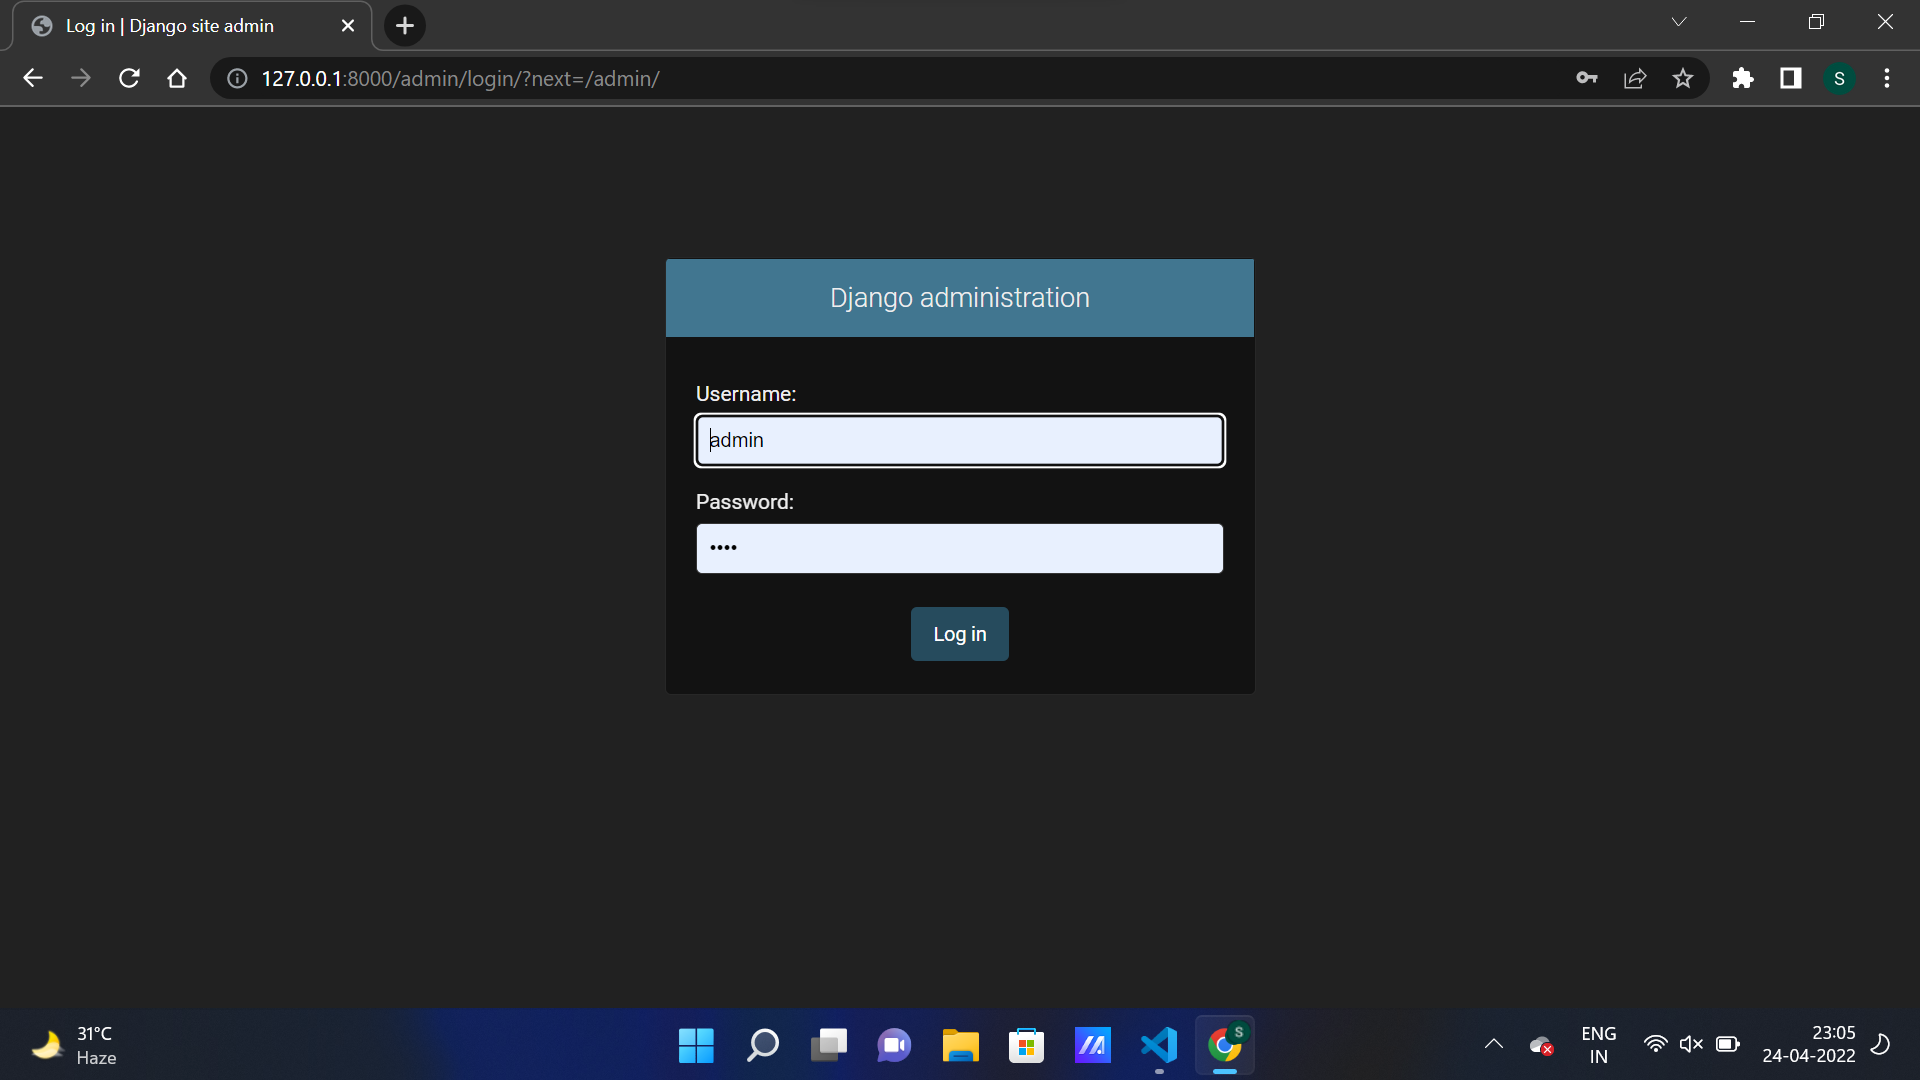 Log in | Django site admin
127.0.0.1:8000/admin/login/?next=/admin/
S
Django administration
Username:
admin
Password:
••••
Log in
31°C
Haze
S
ENG
IN
23:05
24-04-2022